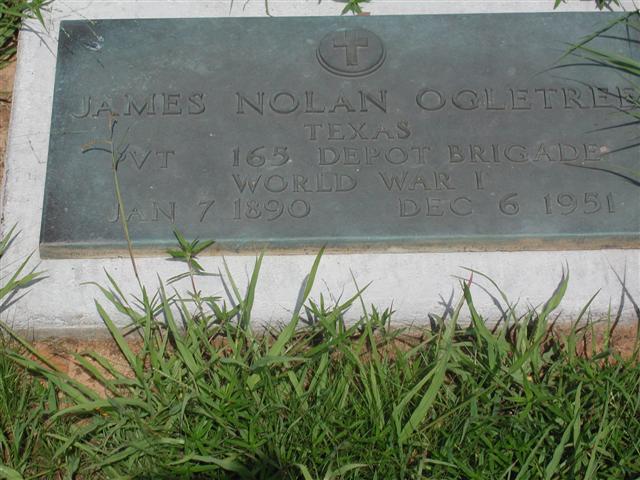 JAMES NOLAN OGLETREE
TEXAS
PVT 165 DEPOT BRIGADE
WORLD WAR I
JAN 7 1890 DEC 6 1951